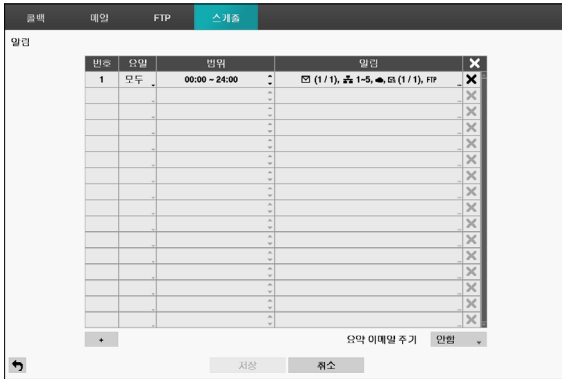 콜백 메일 FTP 스케줄
알림
번호 요일 범위 알림
1 모두 00:00 ~ 24:00 (1 / 1), 1~5, (1 / 1), FTP
+ 요약 이메일 주기 안함
저장 취소